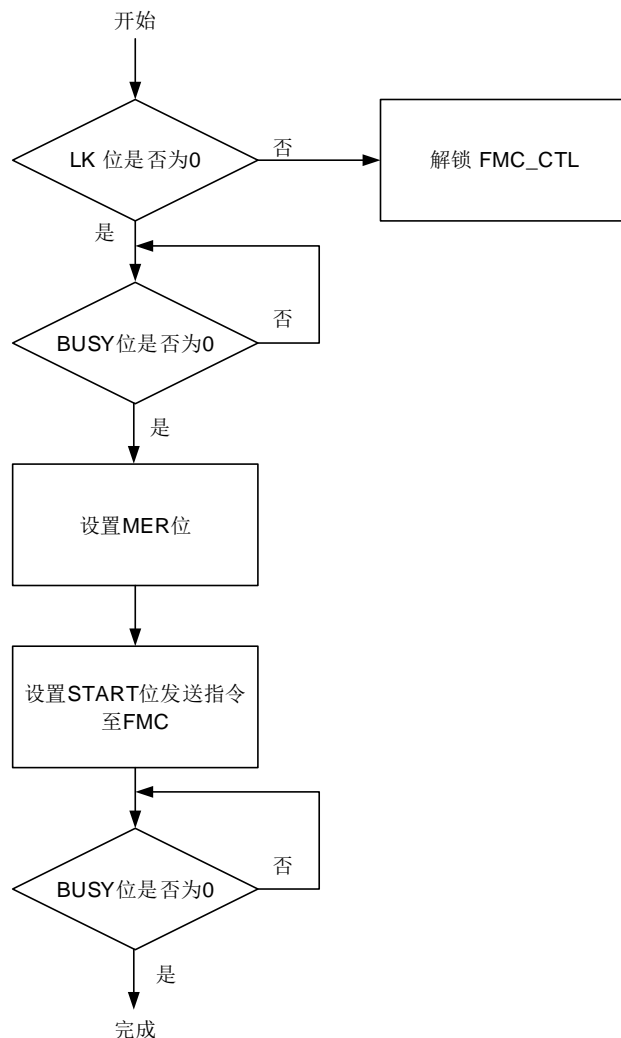 开始
LK 位是否为0
否
解锁 FMC_CTL
是
BUSY位是否为0
否
是
设置MER位
设置START位发送指令
至FMC
BUSY位是否为0
否
是
完成